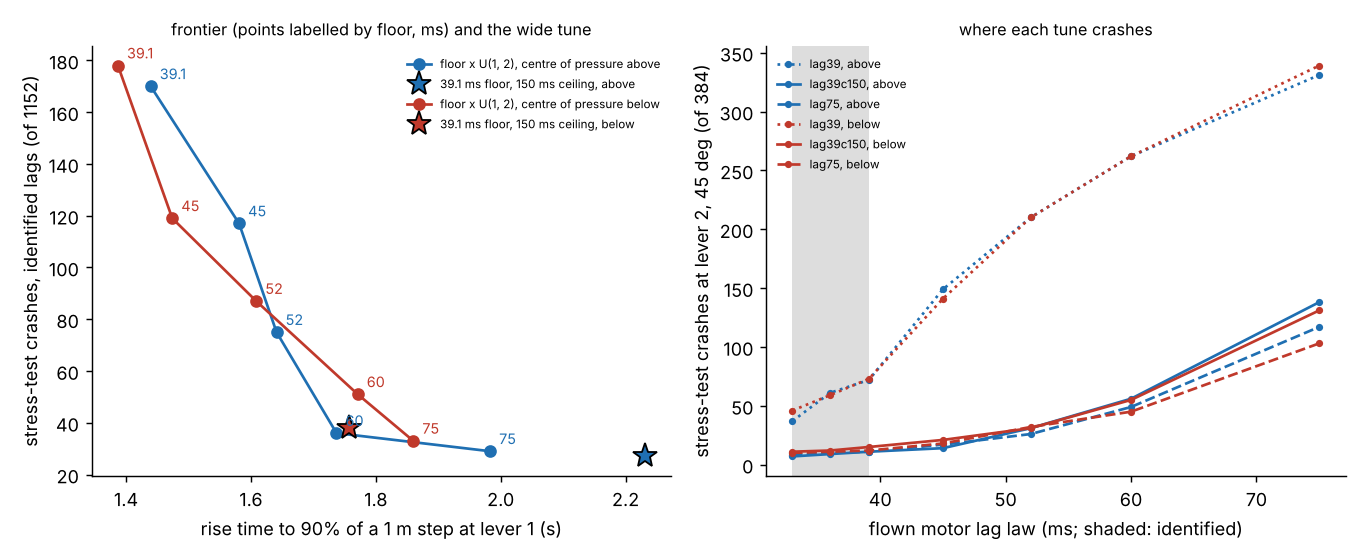 frontier (points labelled by floor, ms) and the wide tune
stress-test crashes, identified lags (of 1152)
180
160
140
120
100
80
60
40
20
39.1
39.1
45
45
52
52
60
60
75
75
floor x U(1, 2), centre of pressure above
39.1 ms floor, 150 ms ceiling, above
floor x U(1, 2), centre of pressure below
39.1 ms floor, 150 ms ceiling, below
1.4
1.6
1.8
2.0
2.2
rise time to 90% of a 1 m step at lever 1 (s)
where each tune crashes
stress-test crashes at lever 2, 45 deg (of 384)
350
300
250
200
150
100
50
0
lag39, above
lag39c150, above
lag75, above
lag39, below
lag39c150, below
lag75, below
40
50
60
70
flown motor lag law (ms; shaded: identified)